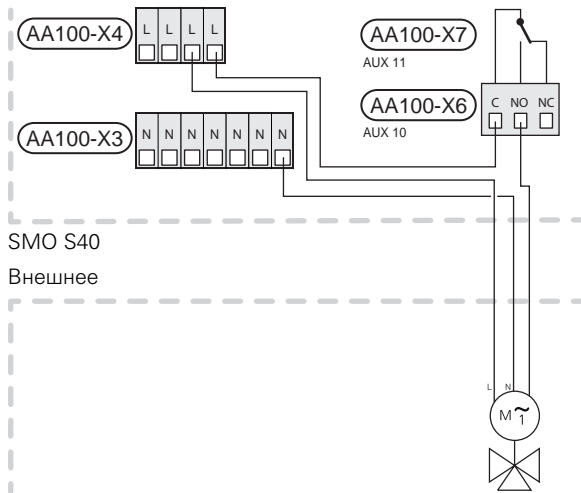 AA100-X4
L L L L
AA100-X7
AUX 11
AA100-X6
AUX 10
C NO NC
AA100-X3
N N N N N N N
SMO S40
Внешнее
L N
M ~ 1